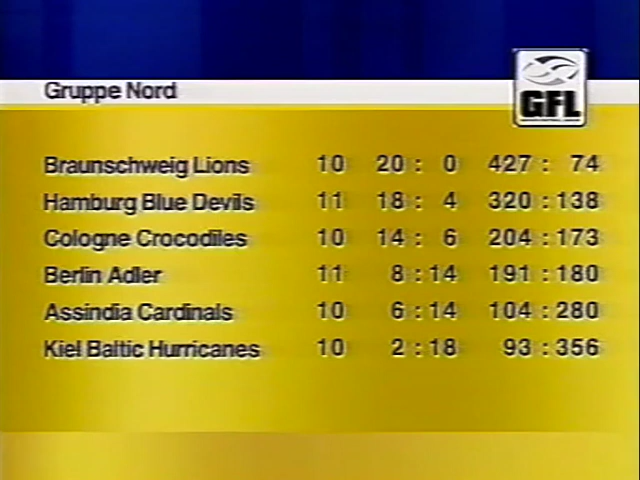 Gruppe Nord
GFL
Braunschweig Lions 10 20 : 0 427 : 74
Hamburg Blue Devils 11 18 : 4 320 : 138
Cologne Crocodiles 10 14 : 6 204 : 173
Berlin Adler 11 8 : 14 191 : 180
Assindia Cardinals 10 6 : 14 104 : 280
Kiel Baltic Hurricanes 10 2 : 18 93 : 356